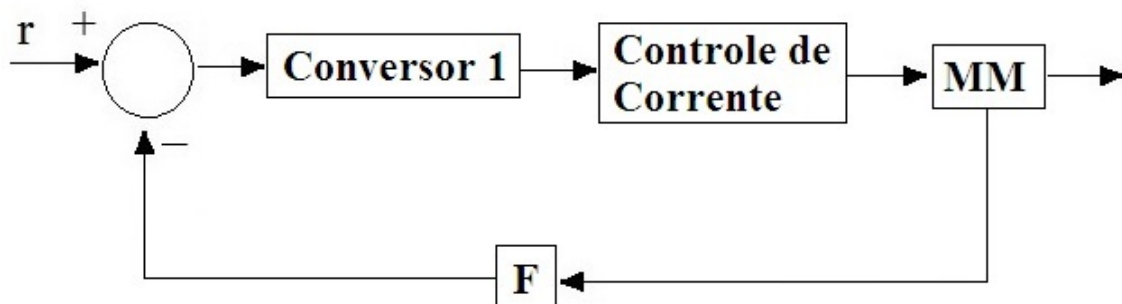 r
+
Conversor 1
Controle de
Corrente
MM
−
F